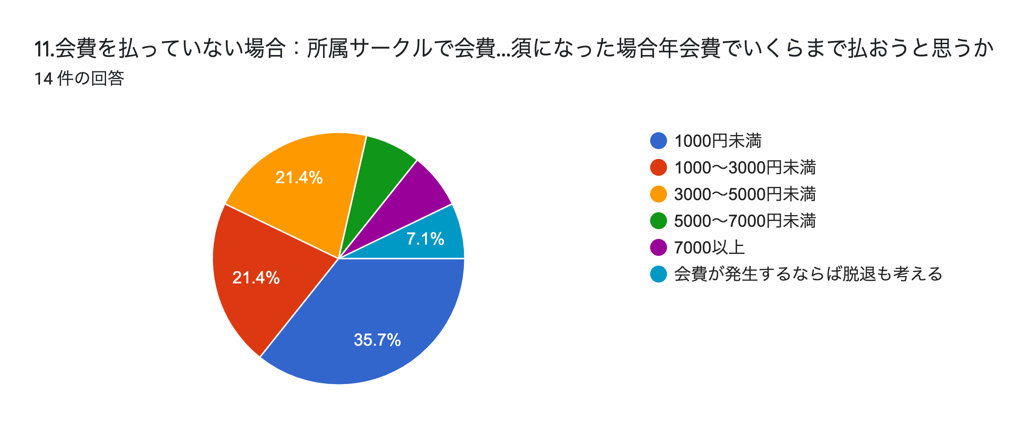 11.会費を払っていない場合：所属サークルで会費...須になった場合年会費でいくらまで払おうと思うか
14 件の回答
21.4%
7.1%
21.4%
35.7%
1000円未満
1000～3000円未満
3000～5000円未満
5000～7000円未満
7000以上
会費が発生するならば脱退も考える